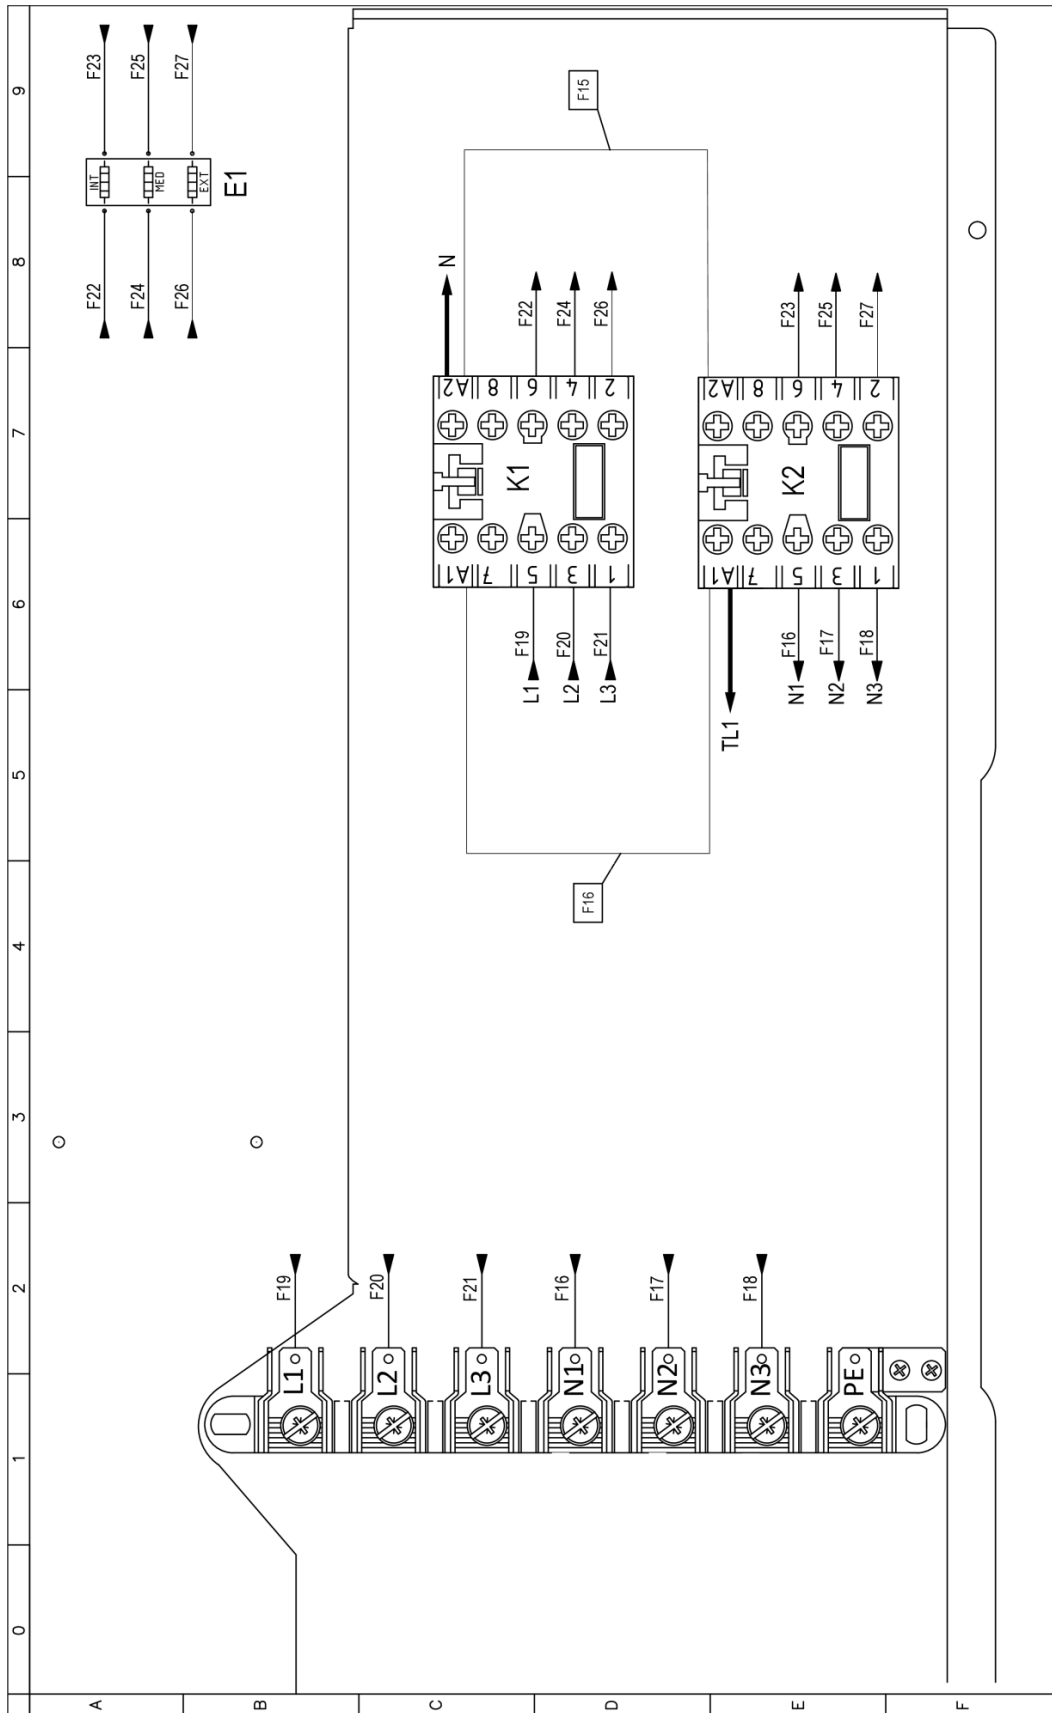 9
8
7
6
5
4
3
2
1
0
A
B
C
D
E
F
F23
F25
F27
INT
MED
EXT
E1
F22
F24
F26
F15
N
F22
F24
F26
A2
8
6
4
2
K1
A1
7
5
3
1
F19
F20
F21
L1
L2
L3
F23
F25
F27
A2
8
6
4
2
K2
A1
7
5
3
1
F16
F17
F18
TL1
N1
N2
N3
F16
F19
F20
F21
F16
F17
F18
L1
L2
L3
N1
N2
N3
PE